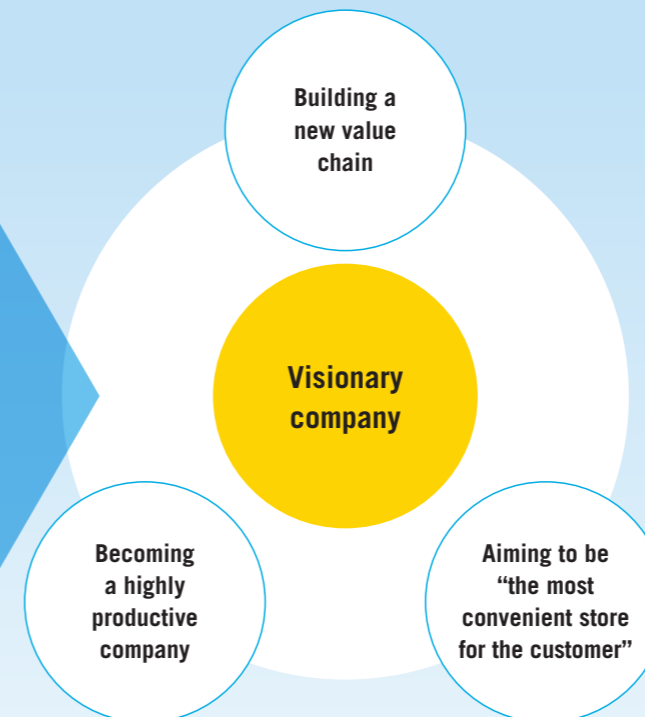 Building a
new value
chain
Visionary
company
Becoming
a highly
productive
company
Aiming to be
“the most
convenient store
for the customer”